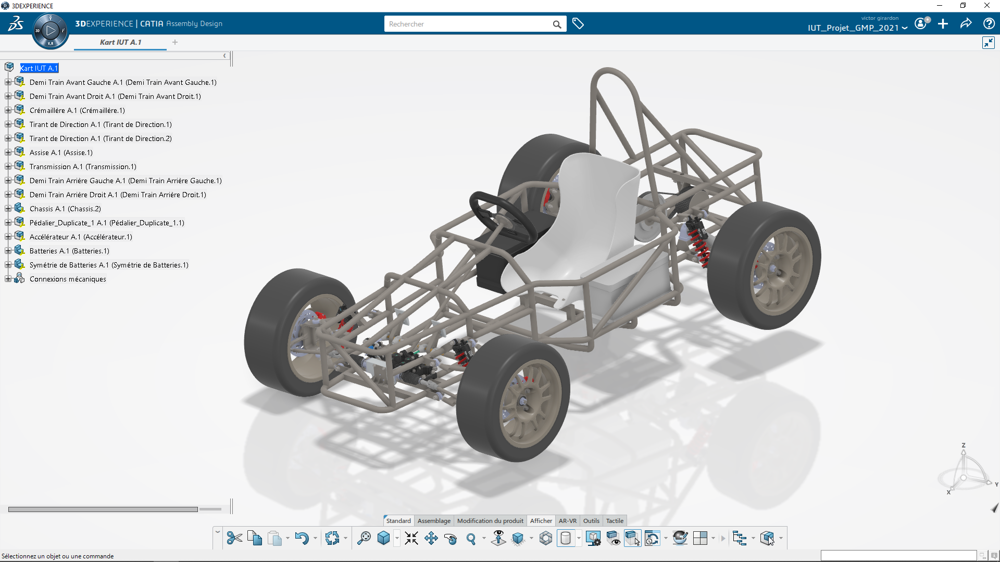 3DEXPERIENCE
3DEXPERIENCE | CATIA Assembly Design
Rechercher
victor girardon
IUT_Projet_GMP_2021
3D
V.R
Kart IUT A.1
+
Kart IUT A.1
Demi Train Avant Gauche A.1 (Demi Train Avant Gauche.1)
Demi Train Avant Droit A.1 (Demi Train Avant Droit.1)
Crémaillère A.1 (Crémaillère.1)
Tirant de Direction A.1 (Tirant de Direction.1)
Tirant de Direction A.1 (Tirant de Direction.2)
Assise A.1 (Assise.1)
Transmission A.1 (Transmission.1)
Demi Train Arrière Gauche A.1 (Demi Train Arrière Gauche.1)
Demi Train Arrière Droit A.1 (Demi Train Arrière Droit.1)
Chassis A.1 (Chassis.2)
Pédalier_Duplicate_1 A.1 (Pédalier_Duplicate_1.1)
Accélérateur A.1 (Accélérateur.1)
Batteries A.1 (Batteries.1)
Symétrie de Batteries A.1 (Symétrie de Batteries.1)
Connexions mécaniques
Z
Y
X
Standard Assemblage Modification du produit Afficher AR-VR Outils Tactile
Sélectionnez un objet ou une commande